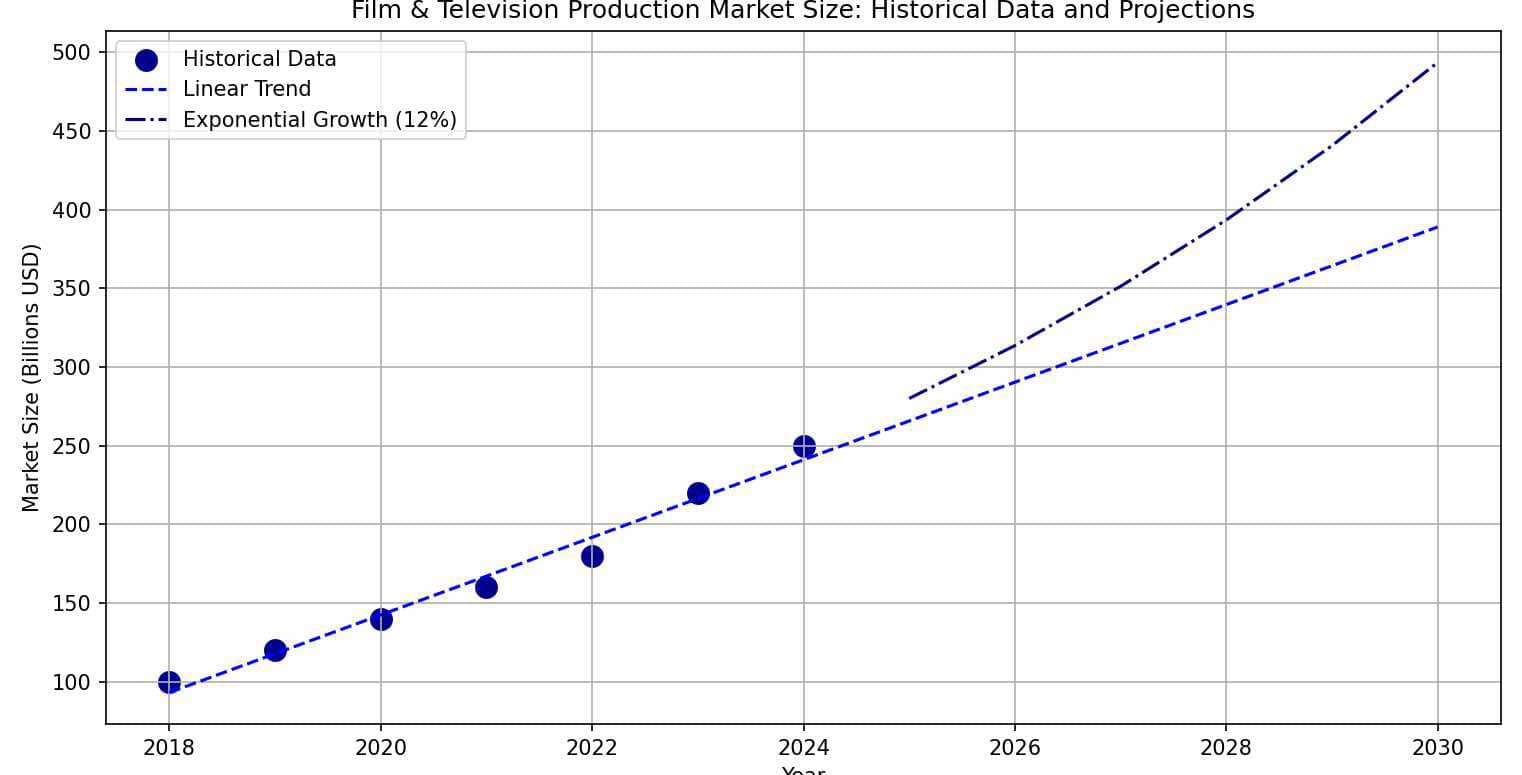 Film & Television Production Market Size: Historical Data and Projections
500
450
400
350
300
250
200
150
100
Market Size (Billions USD)
Historical Data
Linear Trend
Exponential Growth (12%)
2018 2020 2022 2024 2026 2028 2030
Year